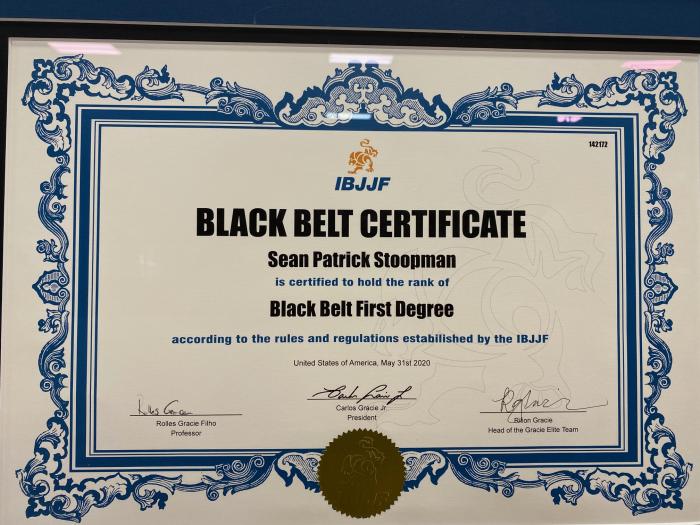 142172
IBJJF
BLACK BELT CERTIFICATE
Sean Patrick Stoopman
is certified to hold the rank of
Black Belt First Degree
according to the rules and regulations estabilished by the IBJJF
United States of America, May 31st 2020
Rolles Gracie Filho
Professor
Carlos Gracie Jr.
President
Gracie
Head of the Gracie Elite Team